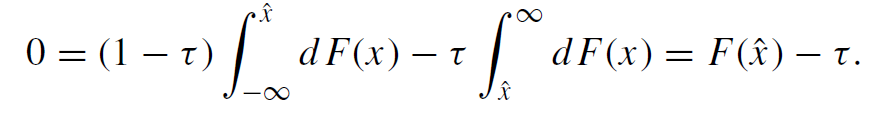 0 = (1 − τ) ∫_{−∞}^{x̂} dF(x) − τ ∫_{x̂}^{∞} dF(x) = F(x̂) − τ.